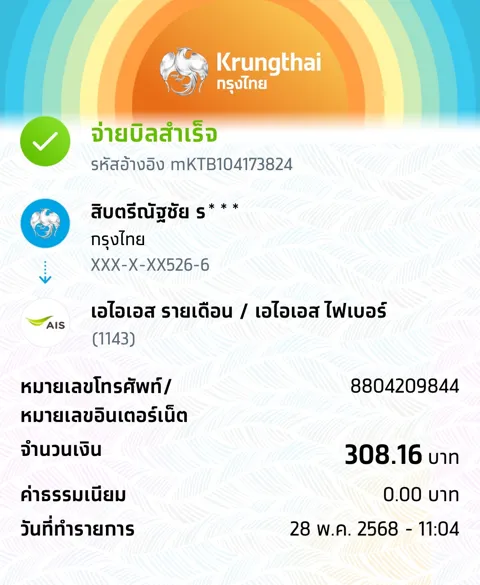 Krungthai
กรุงไทย
จ่ายบิลสำเร็จ
รหัสอ้างอิง mKTB104173824
สิบตรีณัฐชัย ร***
กรุงไทย
XXX-X-XX526-6
AIS
เอไอเอส รายเดือน / เอไอเอส ไฟเบอร์
(1143)
หมายเลขโทรศัพท์/ 8804209844
หมายเลขอินเตอร์เน็ต
จำนวนเงิน 308.16 บาท
ค่าธรรมเนียม 0.00 บาท
วันที่ทำรายการ 28 พ.ค. 2568 - 11:04